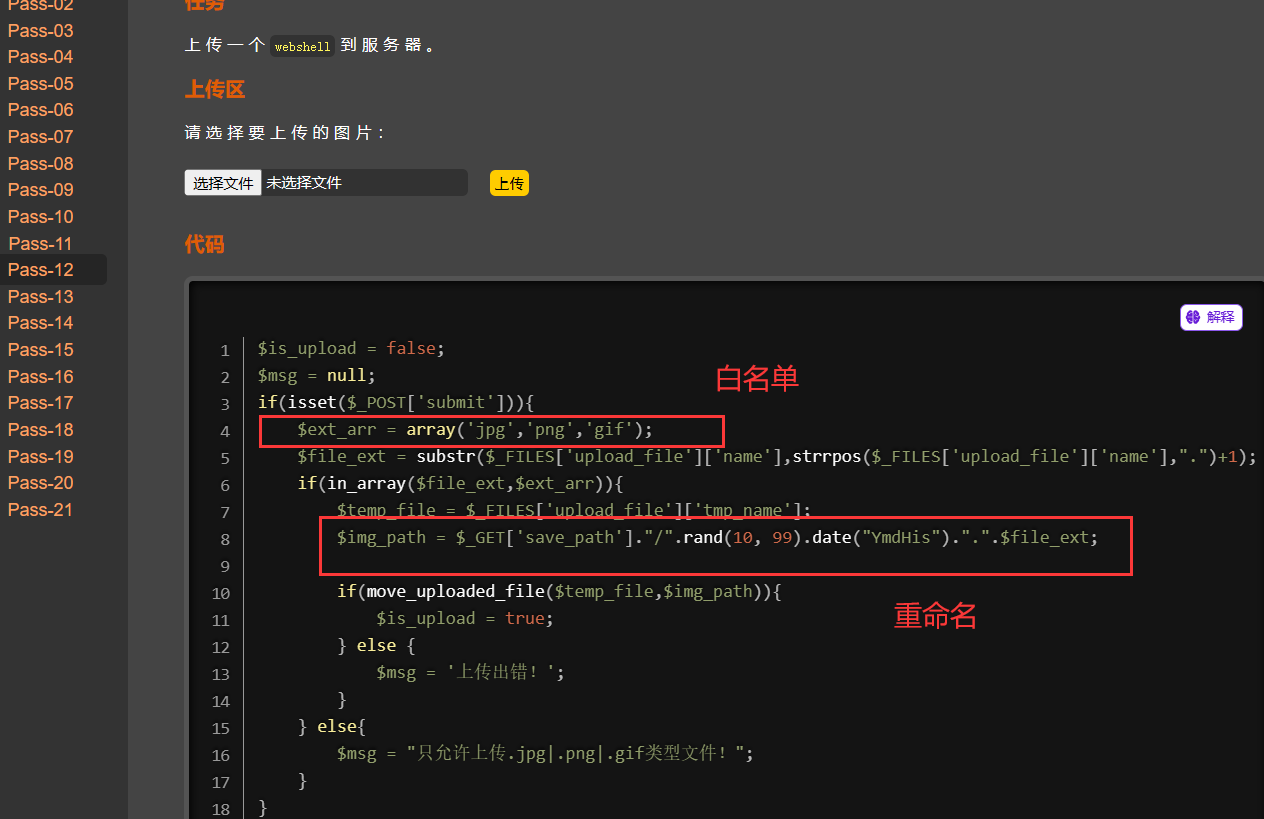 Pass-02
Pass-03
Pass-04
Pass-05
Pass-06
Pass-07
Pass-08
Pass-09
Pass-10
Pass-11
Pass-12
Pass-13
Pass-14
Pass-15
Pass-16
Pass-17
Pass-18
Pass-19
Pass-20
Pass-21
任务
上传一个 webshell 到服务器。
上传区
请选择要上传的图片：
选择文件 未选择文件 上传
代码
解释
1 $is_upload = false;
2 $msg = null;
白名单
3 if(isset($_POST['submit'])){
4 $ext_arr = array('jpg','png','gif');
5 $file_ext = substr($_FILES['upload_file']['name'],strrpos($_FILES['upload_file']['name'],".")+1);
6 if(in_array($file_ext,$ext_arr)){
7 $temp_file = $_FILES['upload_file']['tmp_name'];
8 $img_path = $_GET['save_path']."/".rand(10, 99).date("YmdHis").".".$file_ext;
9
10 if(move_uploaded_file($temp_file,$img_path)){
11 $is_upload = true;
重命名
12 } else {
13 $msg = '上传出错！';
14 }
15 } else{
16 $msg = "只允许上传.jpg|.png|.gif类型文件！";
17 }
18 }